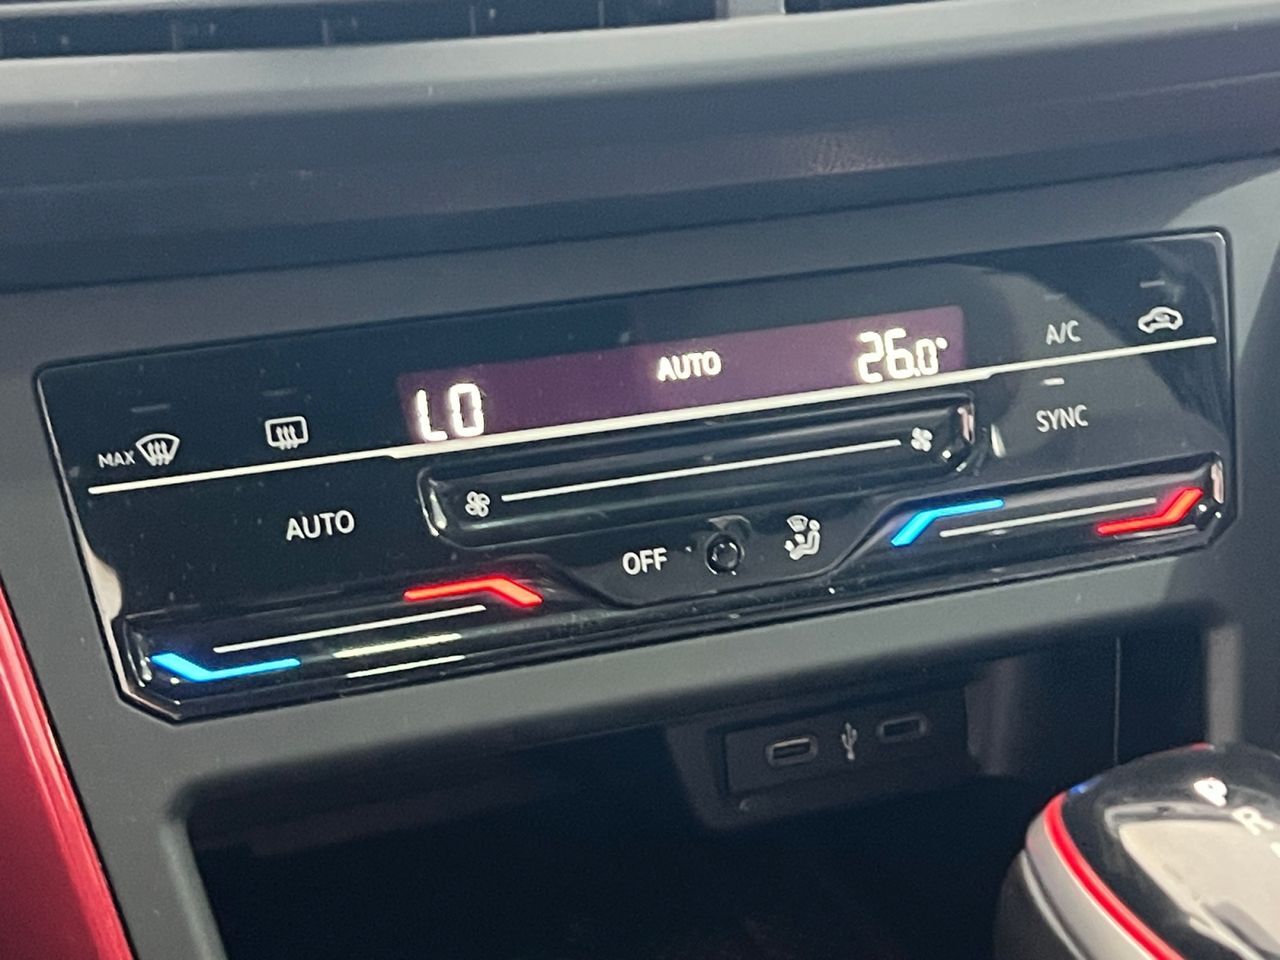 LO AUTO 26.0°
A/C
MAX
SYNC
AUTO
OFF
P
R